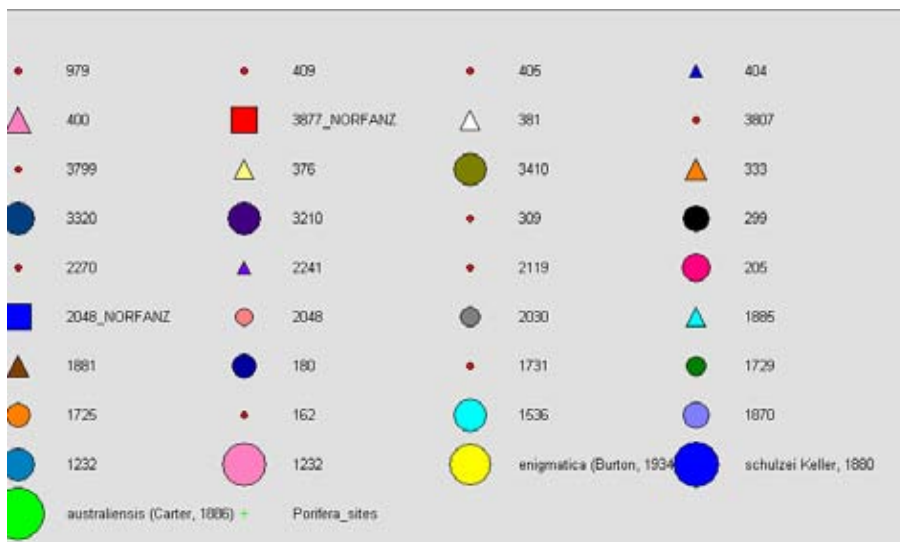 979 409 405 404
400 3877_NORFANZ 381 3807
3799 376 3410 333
3320 3210 309 299
2270 2241 2119 205
2048_NORFANZ 2048 2030 1885
1881 180 1731 1729
1725 162 1536 1870
1232 1232 enigmatica (Burton, 1934 schulzei Keller, 1880
australiensis (Carter, 1886) Porifera_sites